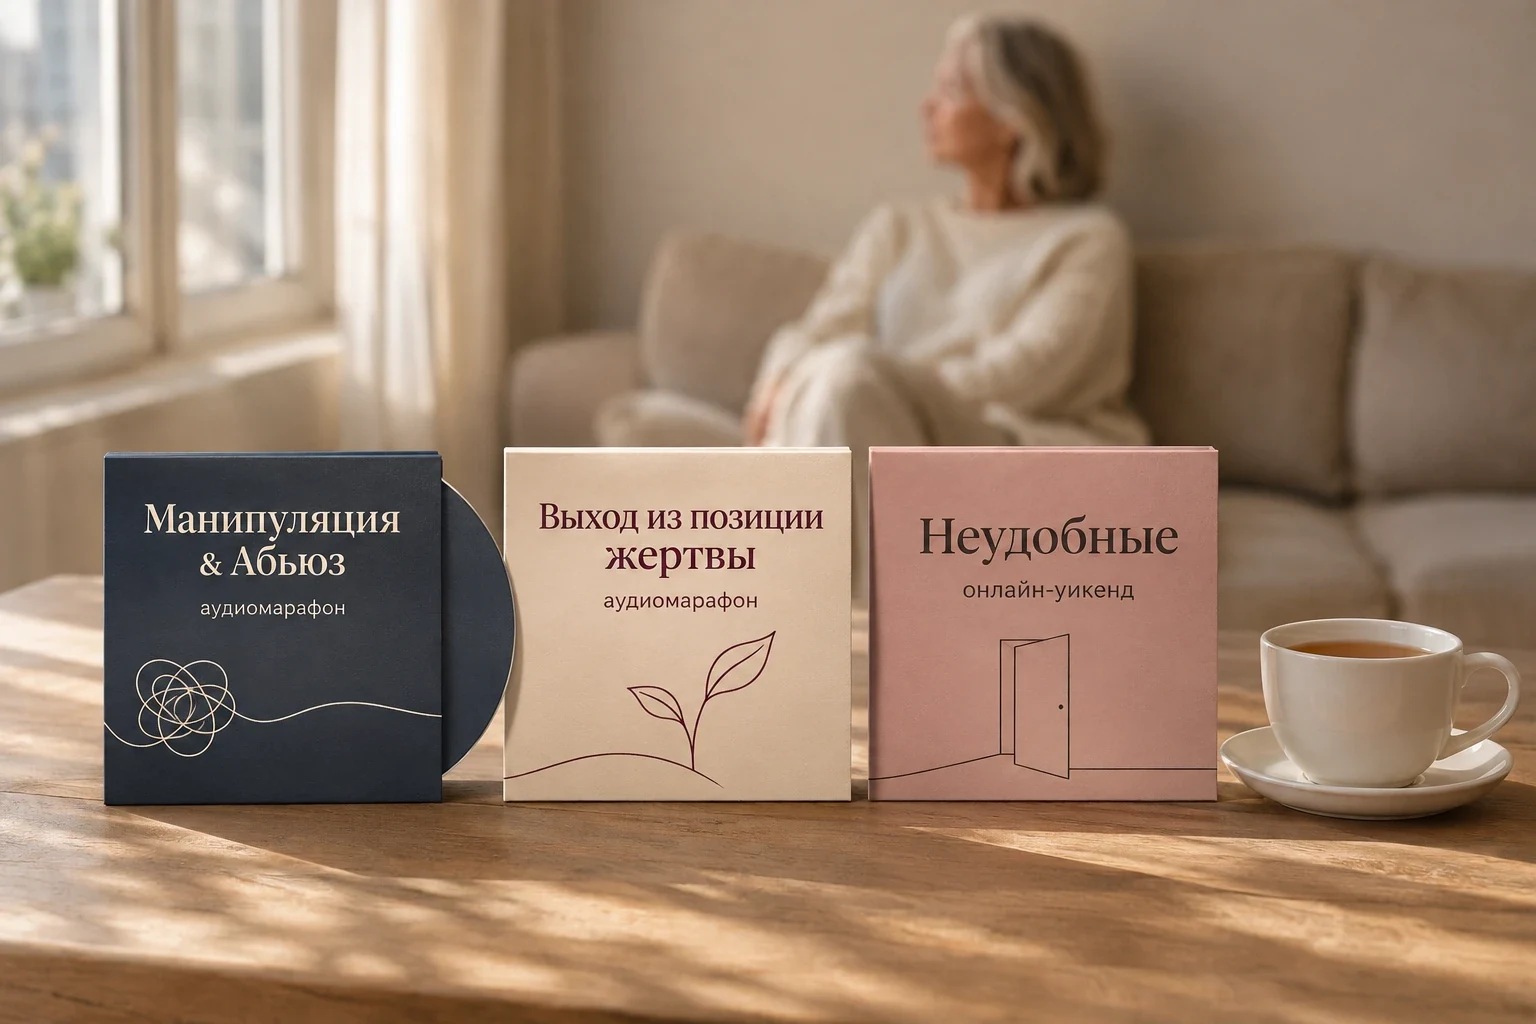 Манипуляция
& Абьюз
аудиомарафон
Выход из позиции
жертвы
аудиомарафон
Неудобные
онлайн-уикенд